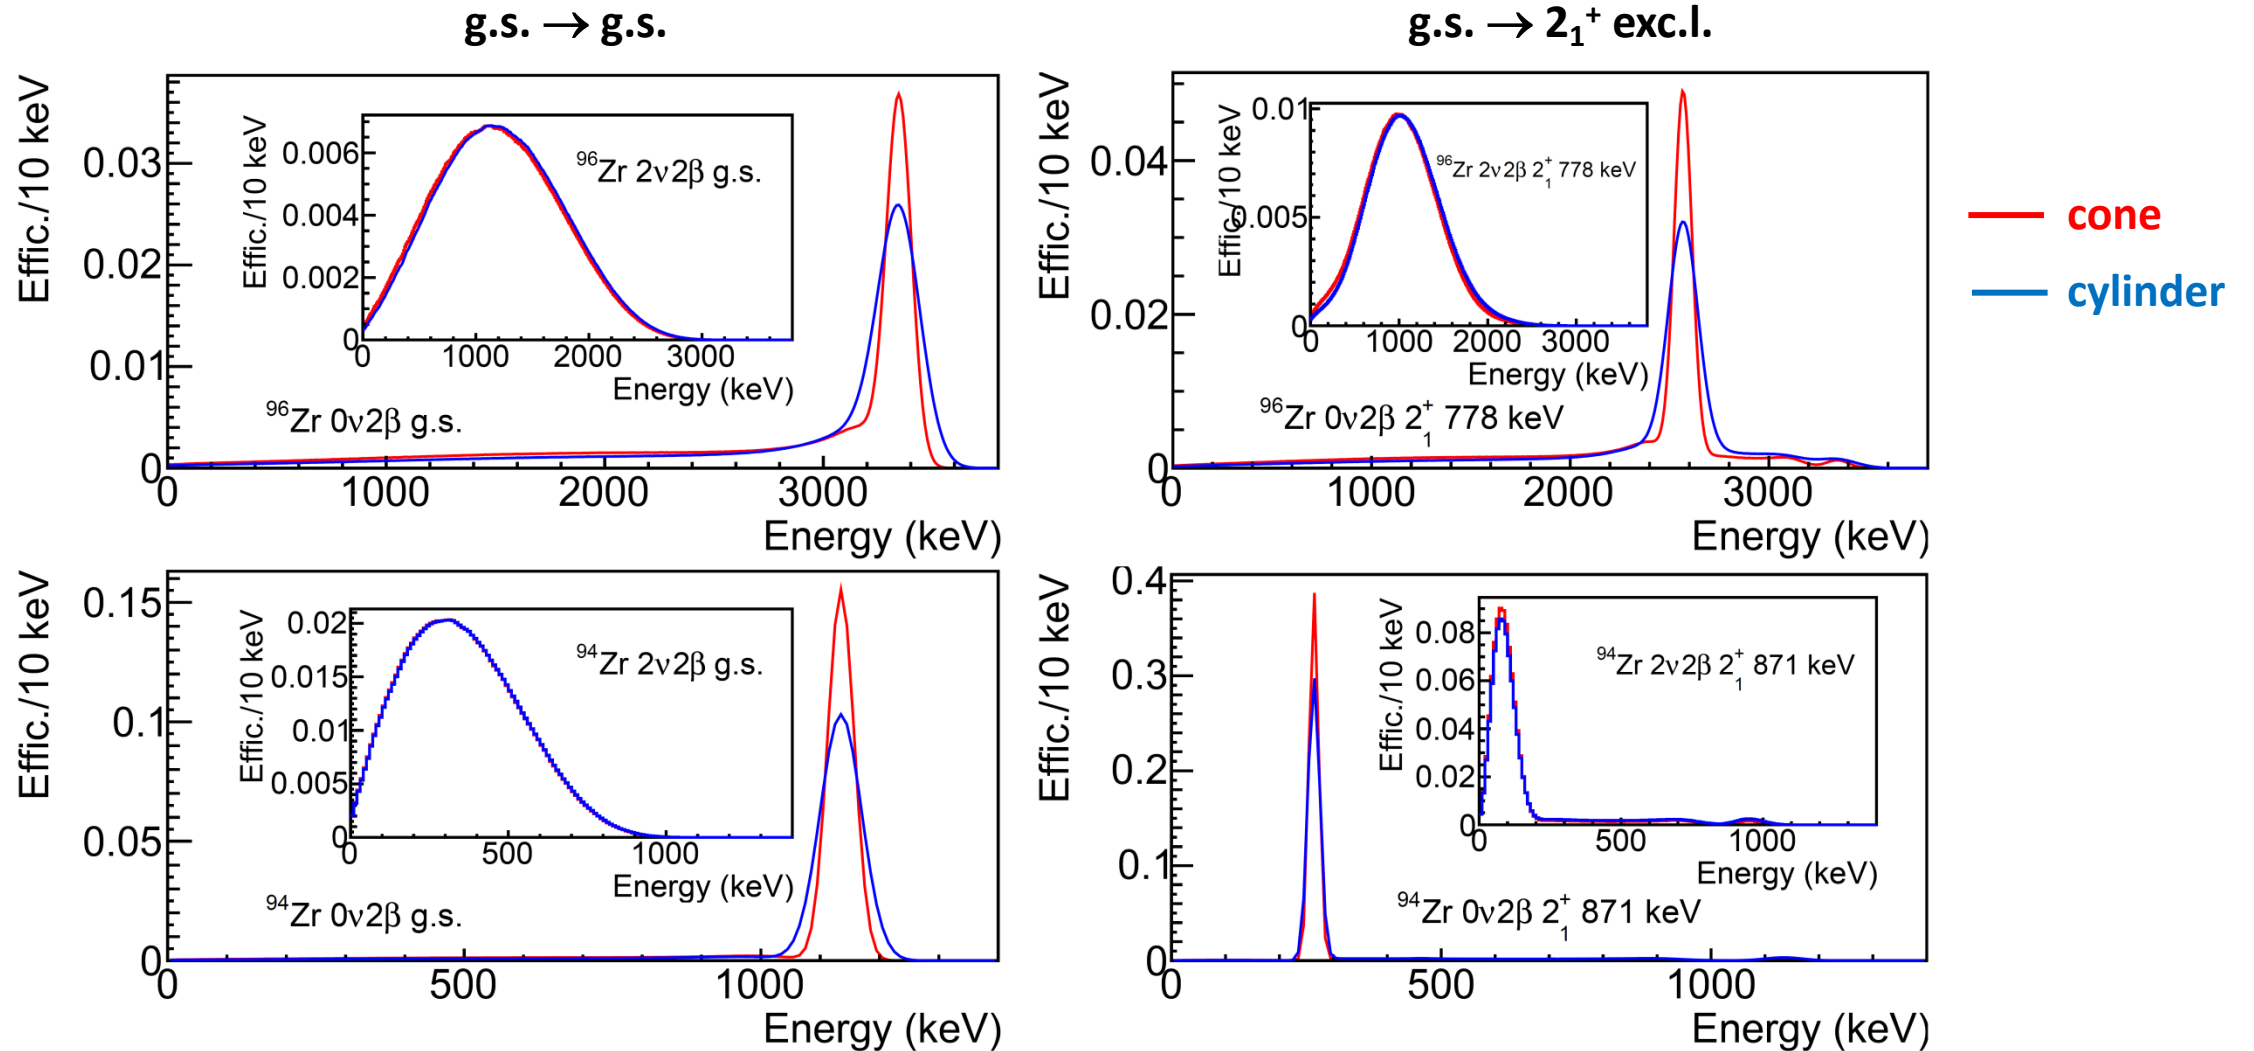 g.s. → g.s.
g.s. → 2₁⁺ exc.l.
Effic./10 keV
0.03
0.02
0.01
0
0
1000
2000
3000
Energy (keV)
⁹⁶Zr 0ν2β g.s.
Effic./10 keV
0.006
0.004
0.002
0
0
1000
2000
3000
Energy (keV)
⁹⁶Zr 2ν2β g.s.
Effic./10 keV
0.04
0.02
0
0
1000
2000
3000
Energy (keV)
⁹⁶Zr 0ν2β 2₁⁺ 778 keV
Effic./10 keV
0.01
0.005
0
0
1000
2000
3000
Energy (keV)
⁹⁶Zr 2ν2β 2₁⁺ 778 keV
cone
cylinder
Effic./10 keV
0.15
0.1
0.05
0
0
500
1000
Energy (keV)
⁹⁴Zr 0ν2β g.s.
Effic./10 keV
0.02
0.015
0.01
0.005
0
0
500
1000
Energy (keV)
⁹⁴Zr 2ν2β g.s.
Effic./10 keV
0.4
0.3
0.2
0.1
0
0
500
1000
Energy (keV)
⁹⁴Zr 0ν2β 2₁⁺ 871 keV
Effic./10 keV
0.08
0.06
0.04
0.02
0
0
500
1000
Energy (keV)
⁹⁴Zr 2ν2β 2₁⁺ 871 keV